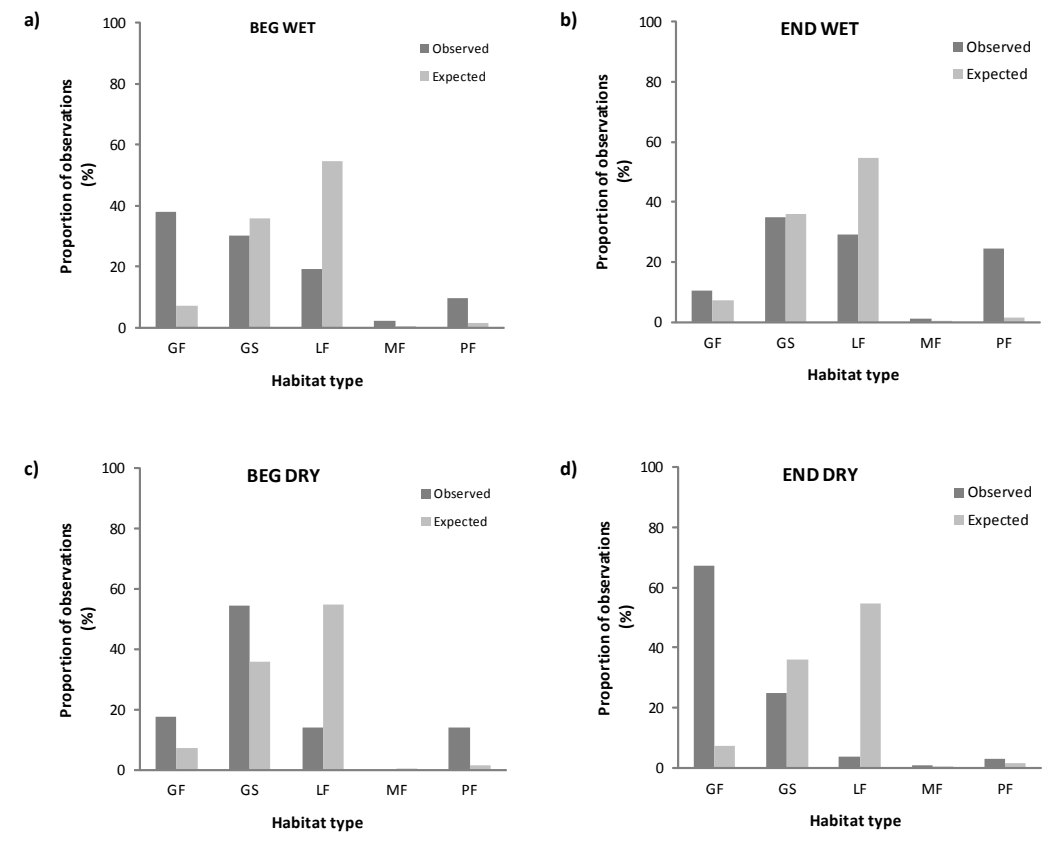 a)
BEG WET
Observed
Expected
Proportion of observations
(%)
100
80
60
40
20
0
GF GS LF MF PF
Habitat type
b)
END WET
Observed
Expected
Proportion of observations
(%)
100
80
60
40
20
0
GF GS LF MF PF
Habitat type
c)
BEG DRY
Observed
Expected
Proportion of observations
(%)
100
80
60
40
20
0
GF GS LF MF PF
Habitat type
d)
END DRY
Observed
Expected
Proportion of observations
(%)
100
80
60
40
20
0
GF GS LF MF PF
Habitat type